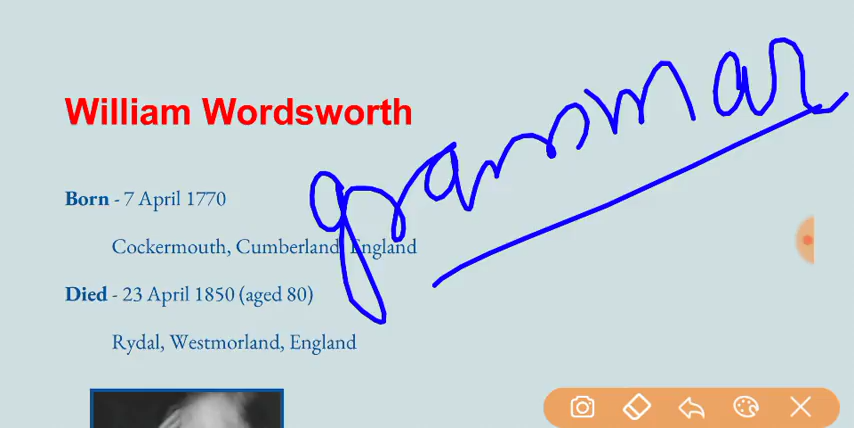 William Wordsworth
grammar
Born - 7 April 1770
Cockermouth, Cumberland, England
Died - 23 April 1850 (aged 80)
Rydal, Westmorland, England